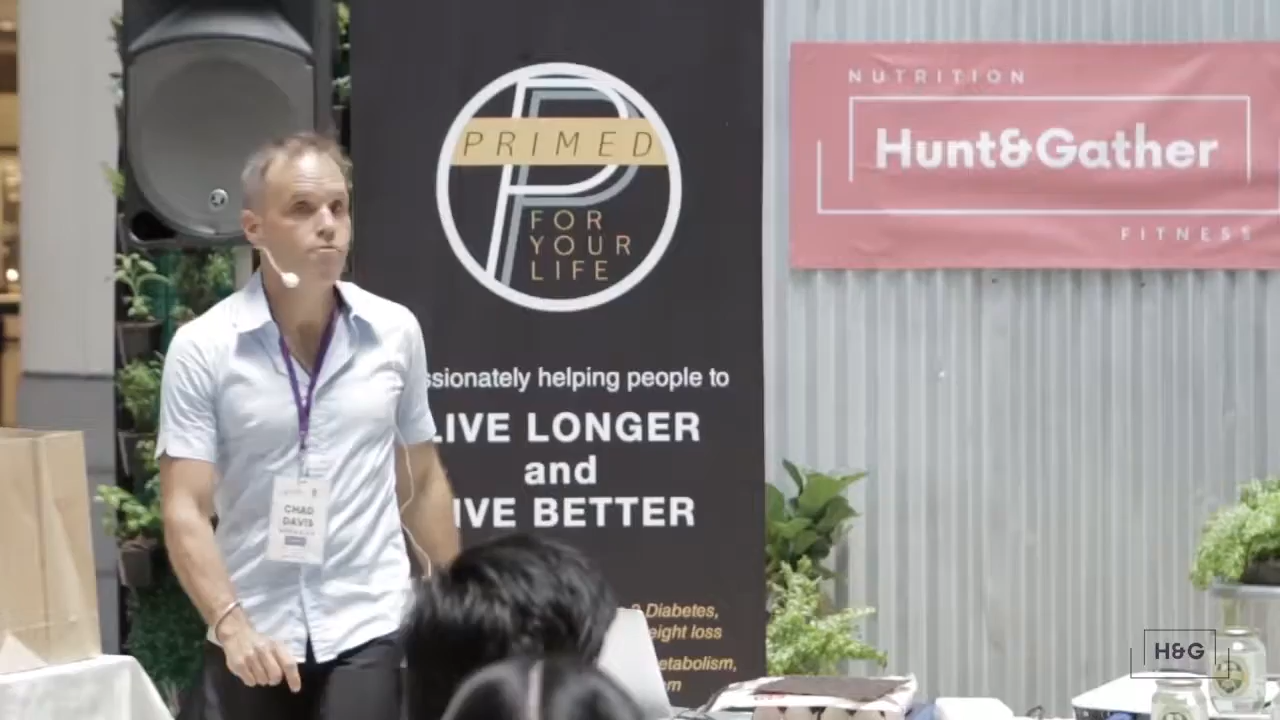 PRIMED
FOR
YOUR
LIFE
ssionately helping people to
LIVE LONGER
and
IVE BETTER
2 Diabetes,
eight loss
etabolism,
m
NUTRITION
Hunt&Gather
FITNESS
CHAD
DAVIS
H&G